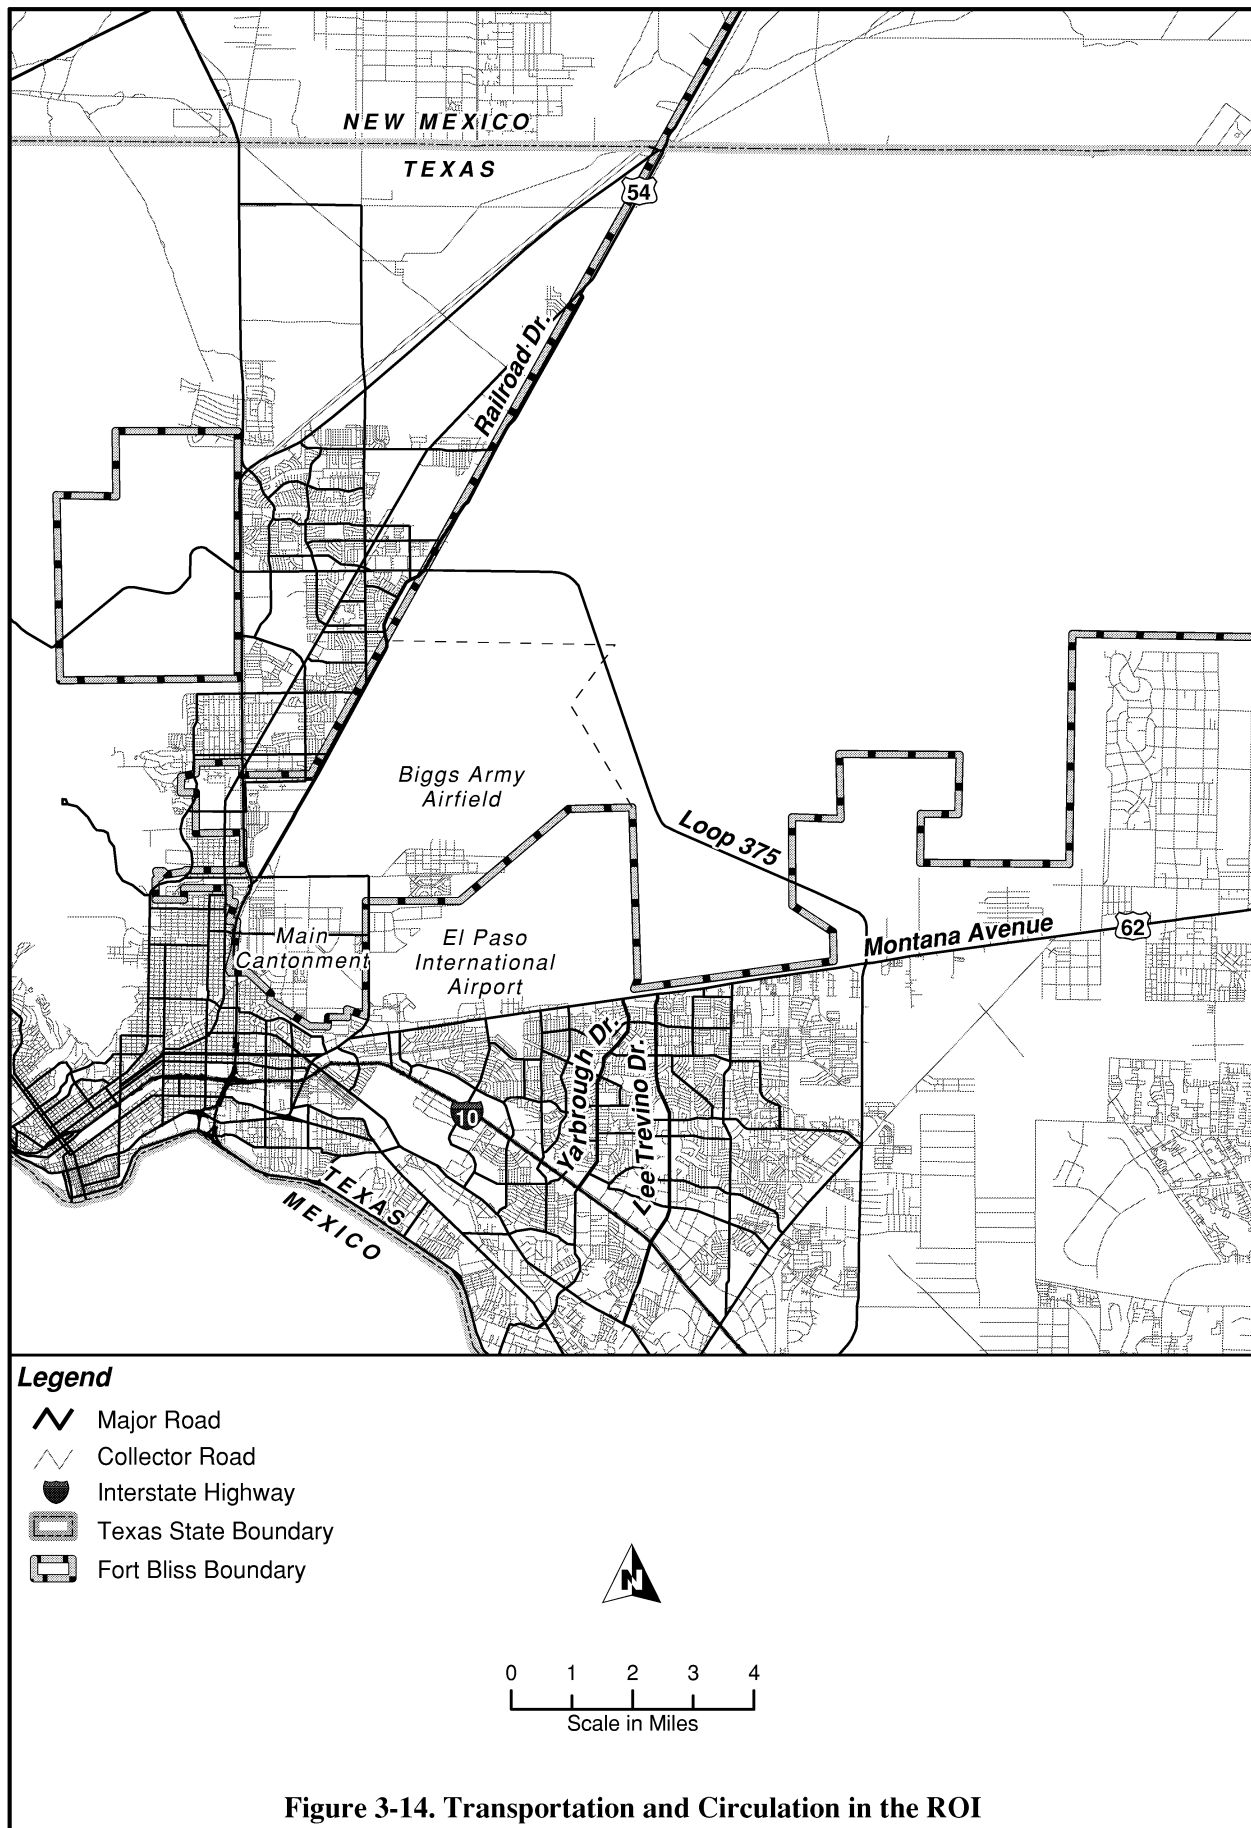 NEW MEXICO
TEXAS
54
Railroad Dr.
Biggs Army
Airfield
Loop 375
Montana Avenue
62
Main
Cantonment
El Paso
International
Airport
Yarbrough Dr.
Lee Trevino Dr.
10
TEXAS
MEXICO
Legend
Major Road
Collector Road
Interstate Highway
Texas State Boundary
Fort Bliss Boundary
N
0 1 2 3 4
Scale in Miles
Figure 3-14. Transportation and Circulation in the ROI